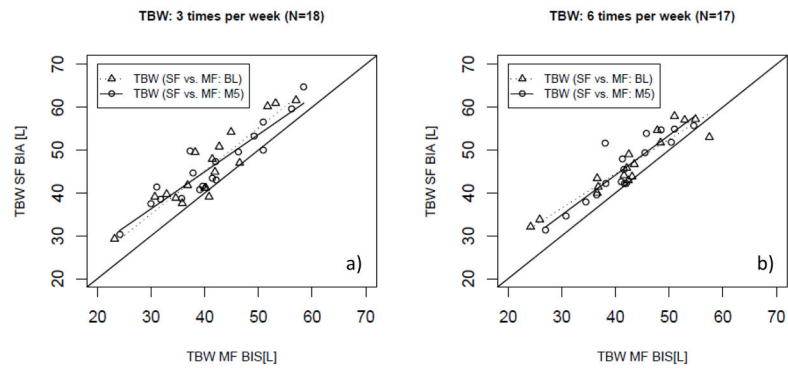 TBW: 3 times per week (N=18)
TBW SF BIA [L]
70
60
50
40
30
20
TBW (SF vs. MF: BL)
TBW (SF vs. MF: M5)
a)
20 30 40 50 60 70
TBW MF BIS[L]
TBW: 6 times per week (N=17)
TBW SF BIA [L]
70
60
50
40
30
20
TBW (SF vs. MF: BL)
TBW (SF vs. MF: M5)
b)
20 30 40 50 60 70
TBW MF BIS[L]